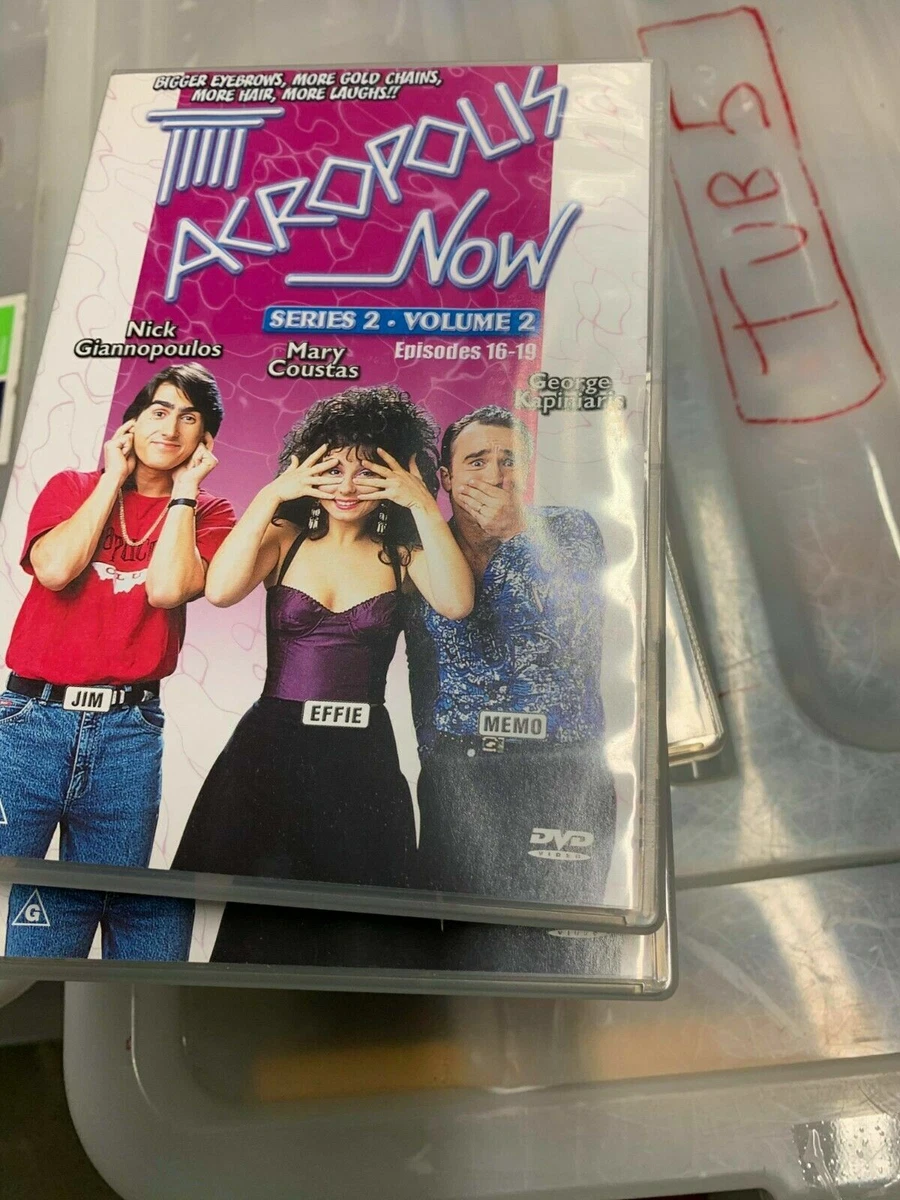 BIGGER EYEBROWS, MORE GOLD CHAINS,
MORE HAIR, MORE LAUGHS!!
ACROPOLIS
NOW
SERIES 2 · VOLUME 2
Episodes 16-19
Nick
Giannopoulos
Mary
Coustas
George
Kapiniaris
CLU
JIM
EFFIE
MEMO
DVD
VIDEO
G
TUB 5